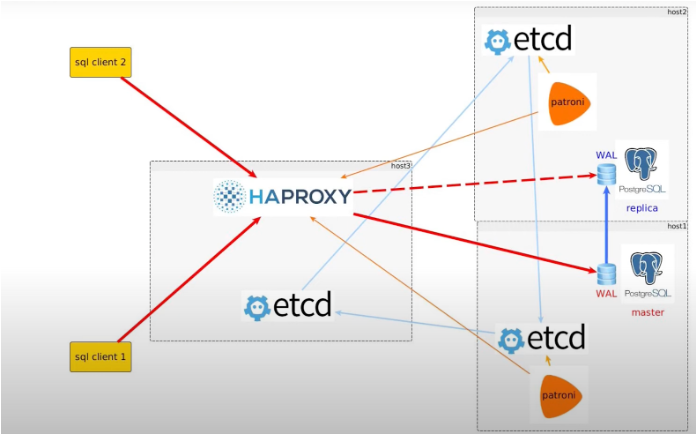 host2
etcd
sql client 2
patroni
WAL
PostgreSQL
replica
host3
HAPROXY
host1
WAL
PostgreSQL
master
etcd
etcd
sql client 1
patroni